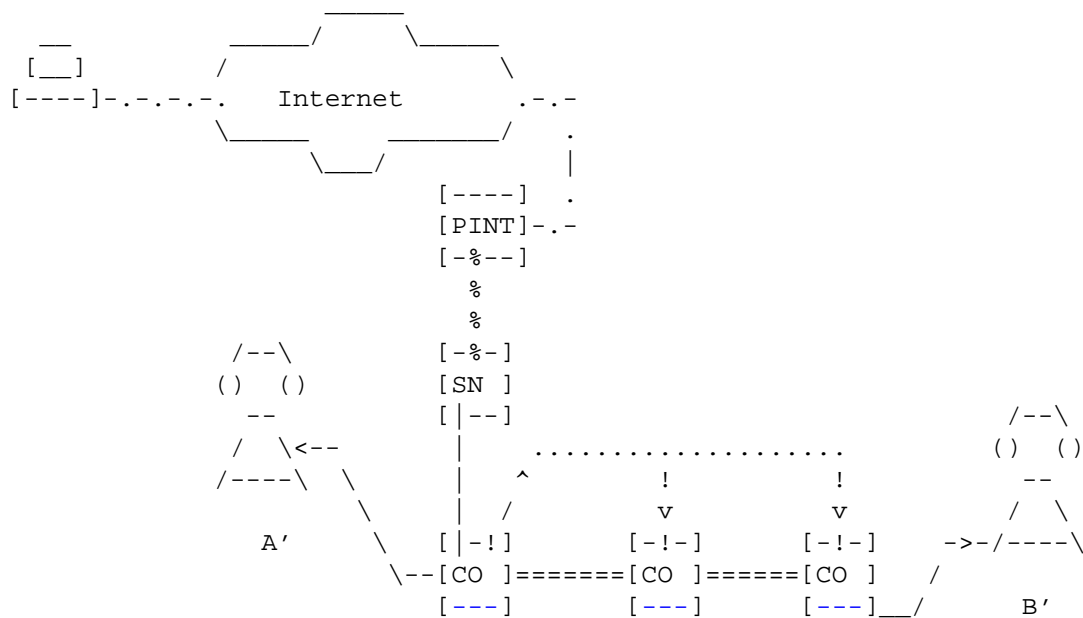 Internet
PINT
SN
A'
CO CO CO
B'